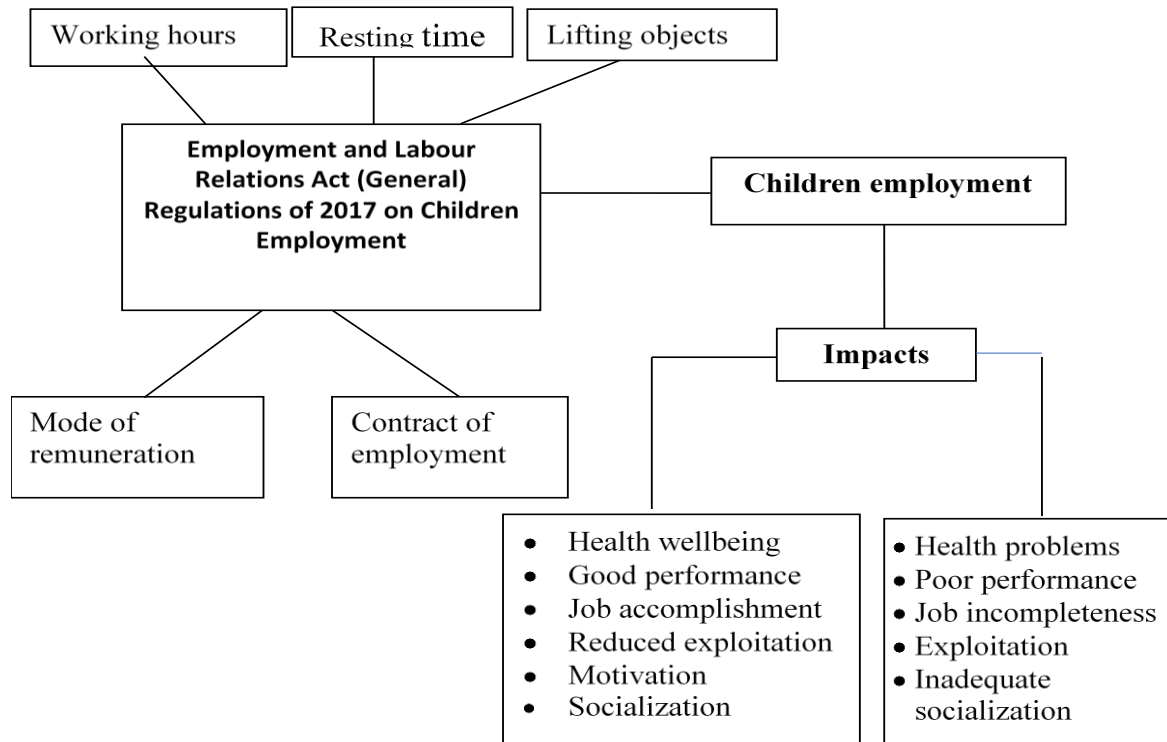 Working hours
Resting time
Lifting objects
Employment and Labour
Relations Act (General)
Regulations of 2017 on Children
Employment
Children employment
Impacts
Mode of
remuneration
Contract of
employment
• Health wellbeing
• Good performance
• Job accomplishment
• Reduced exploitation
• Motivation
• Socialization
• Health problems
• Poor performance
• Job incompleteness
• Exploitation
• Inadequate
socialization